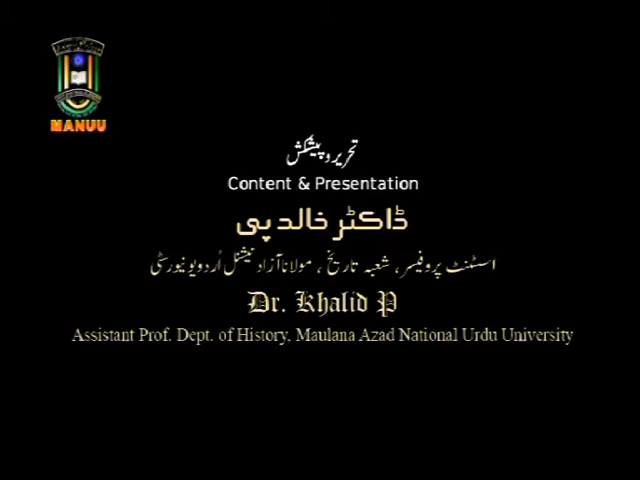 MANUU
تحریر و پیشکش
Content & Presentation
ڈاکٹر خالد پی
اسسٹنٹ پروفیسر، شعبہ تاریخ، مولانا آزاد نیشنل اُردو یونیورسٹی
Dr. Khalid P
Assistant Prof. Dept. of History, Maulana Azad National Urdu University